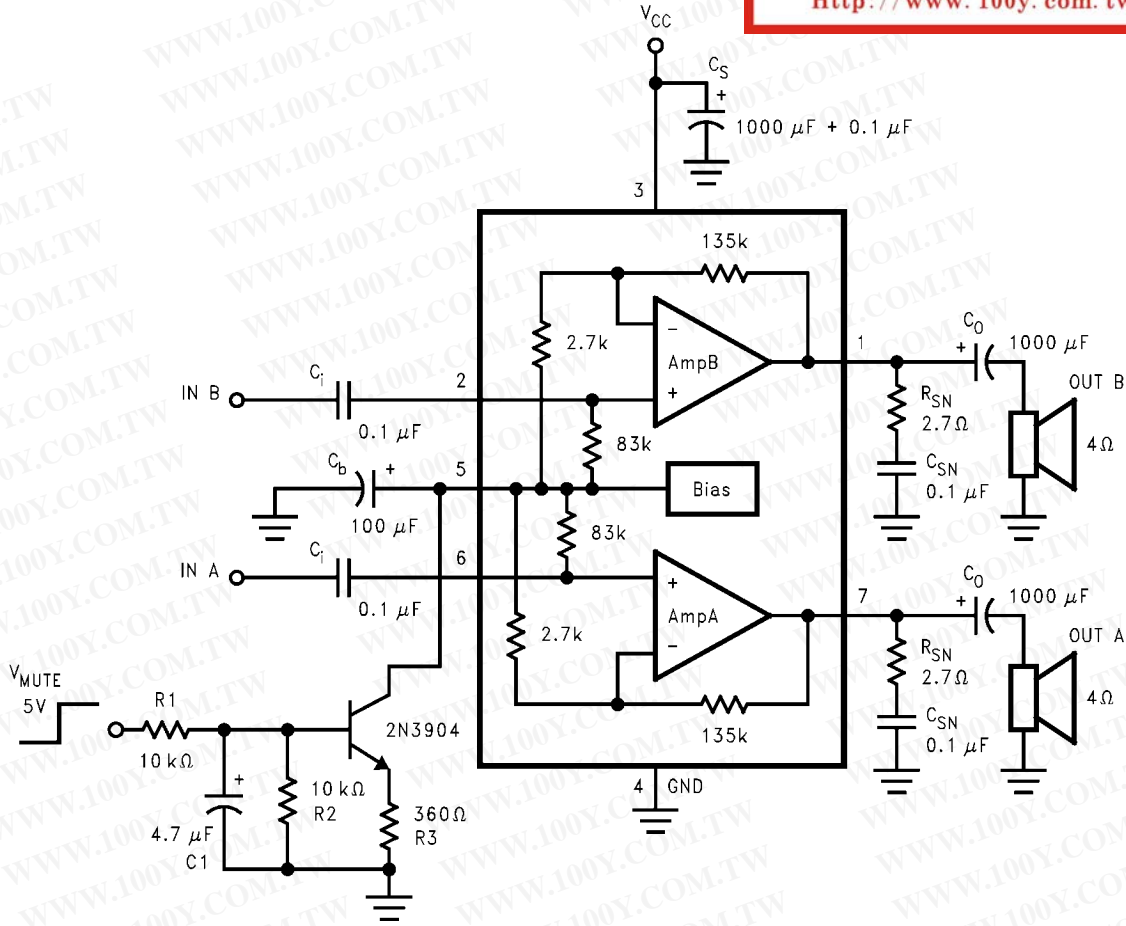 Http://www.100y.com.tw
VCC
CS
+
1000 µF + 0.1 µF
3
135k
2.7k
−
AmpB
+
1
CO
+
1000 µF
OUT B
RSN
2.7Ω
CSN
0.1 µF
4Ω
IN B
Ci
0.1 µF
2
83k
Cb
+
100 µF
5
Bias
83k
IN A
Ci
0.1 µF
6
+
AmpA
−
2.7k
135k
7
CO
+
1000 µF
OUT A
RSN
2.7Ω
CSN
0.1 µF
4Ω
VMUTE
5V
R1
10 kΩ
2N3904
+
4.7 µF
C1
10 kΩ
R2
360Ω
R3
4
GND
WWW.100Y.COM.TW